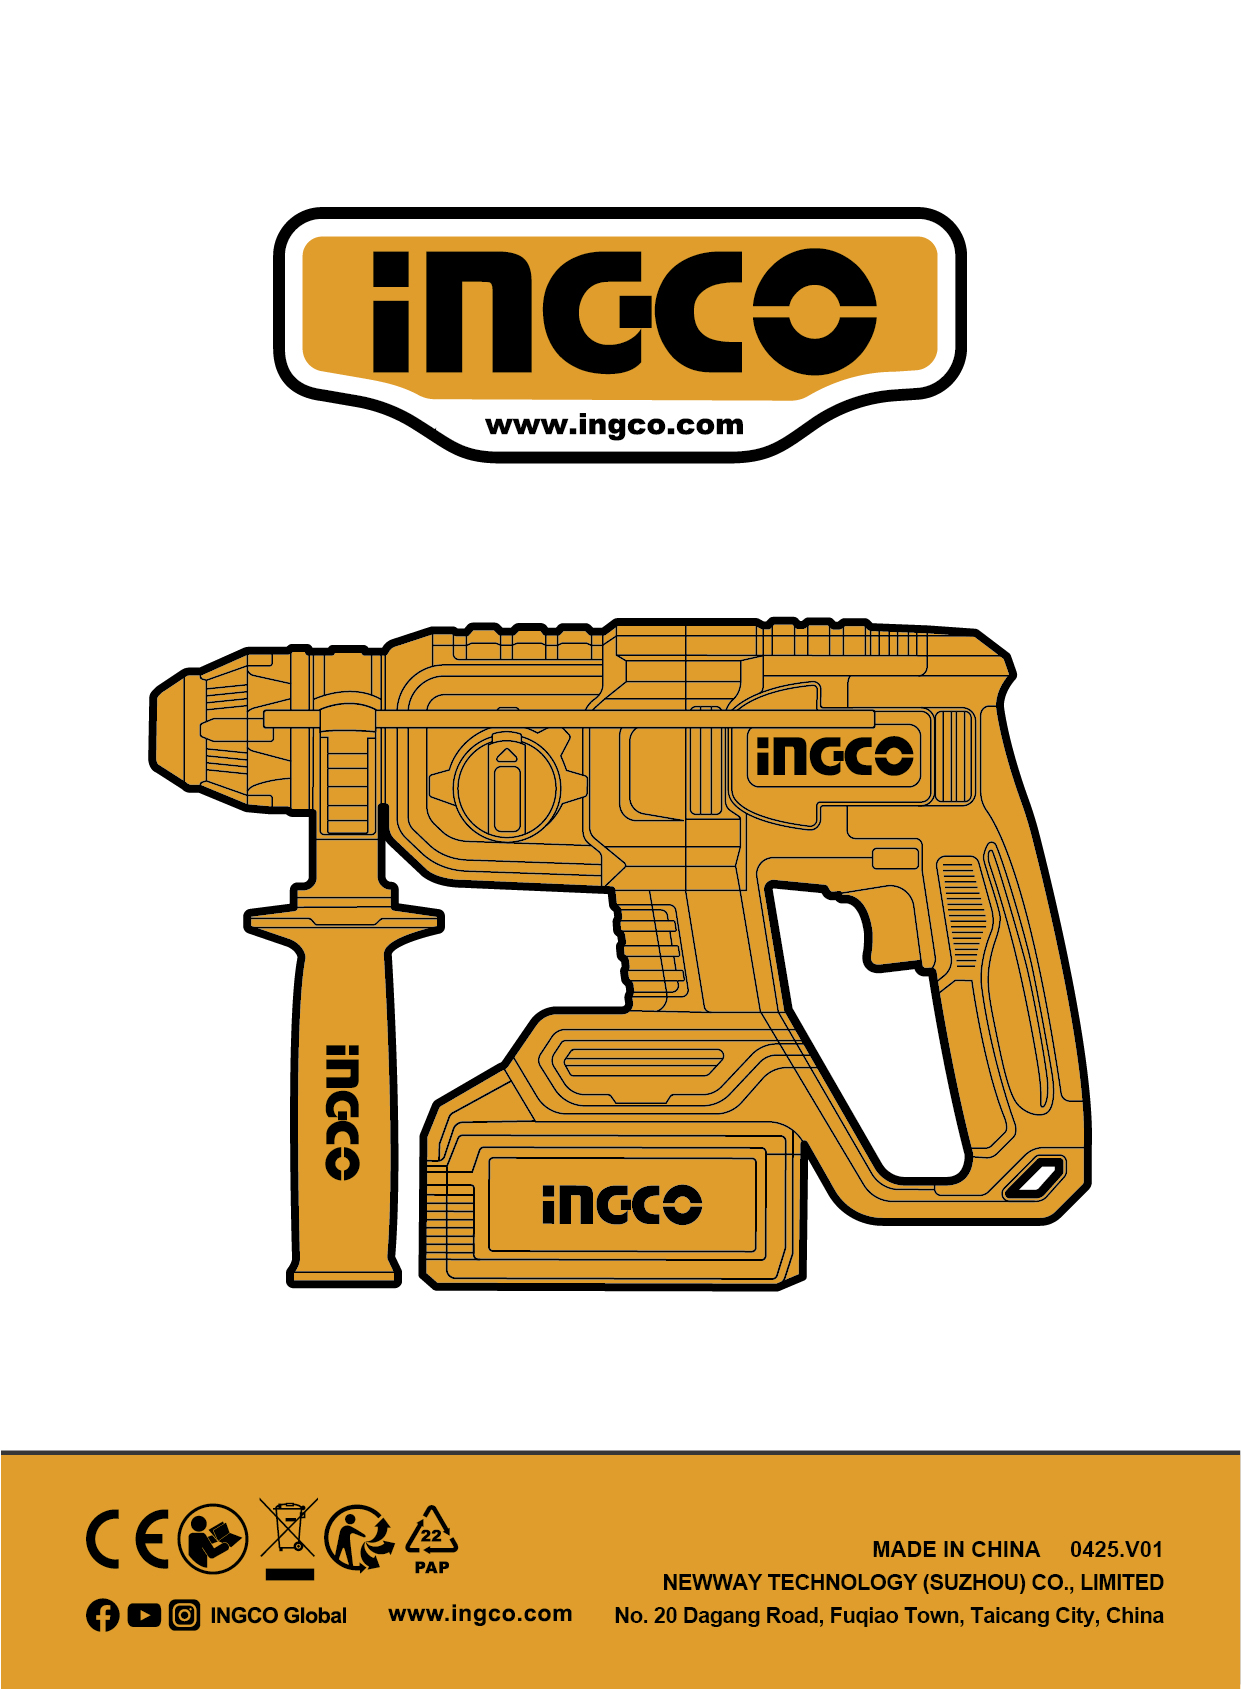 INGCO
www.ingco.com
INGCO
INGCO
INGCO
CE
22
PAP
MADE IN CHINA 0425.V01
NEWWAY TECHNOLOGY (SUZHOU) CO., LIMITED
INGCO Global www.ingco.com No. 20 Dagang Road, Fuqiao Town, Taicang City, China